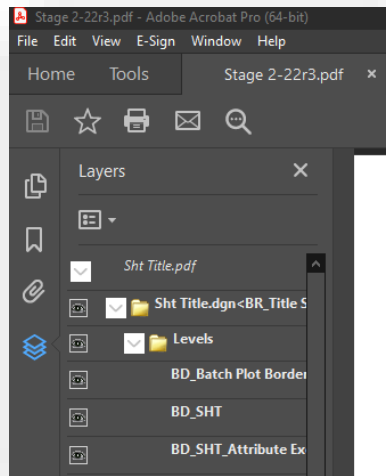 Stage 2-22r3.pdf - Adobe Acrobat Pro (64-bit)
File Edit View E-Sign Window Help
Home Tools Stage 2-22r3.pdf ×
Layers
Sht Title.pdf
Sht Title.dgn<BR_Title S
Levels
BD_Batch Plot Border
BD_SHT
BD_SHT_Attribute Ex